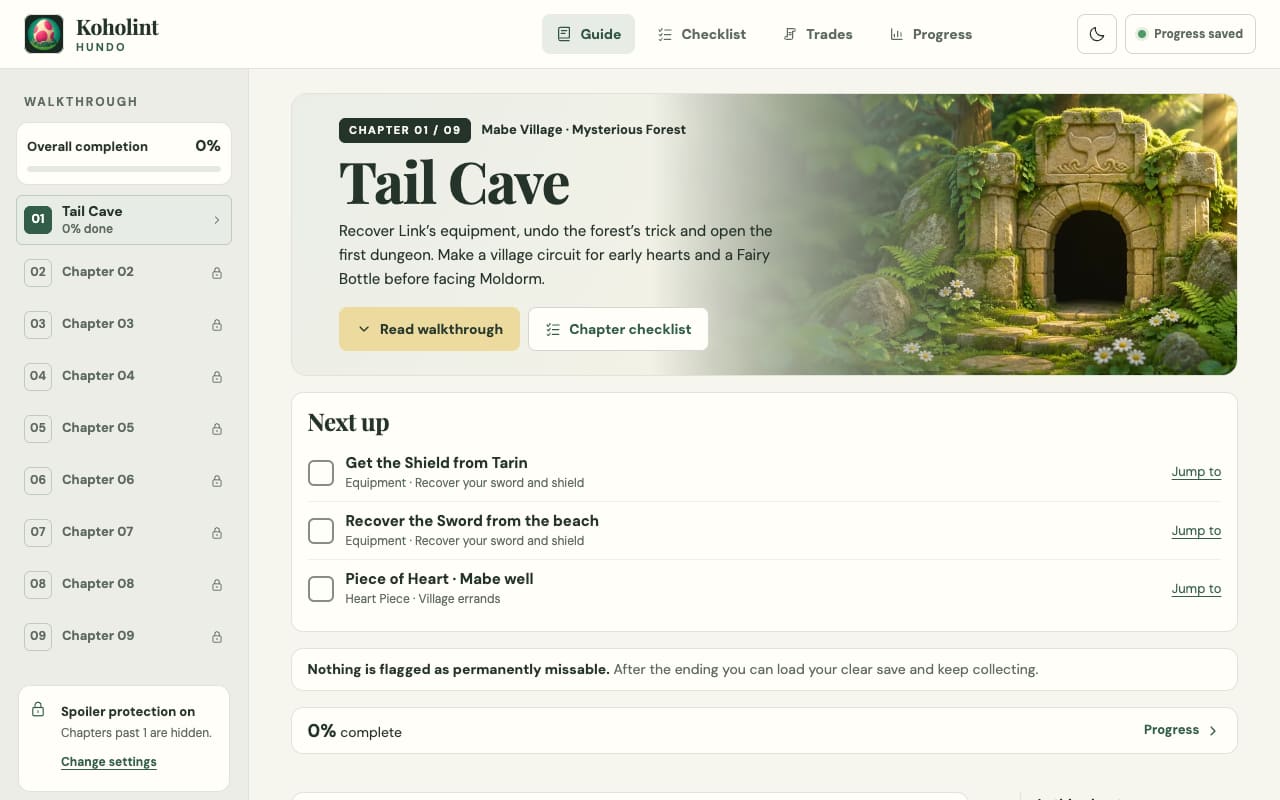 Koholint
HUNDO
Guide
Checklist
Trades
Progress
Progress saved
WALKTHROUGH
Overall completion
0%
01
Tail Cave
0% done
02
Chapter 02
03
Chapter 03
04
Chapter 04
05
Chapter 05
06
Chapter 06
07
Chapter 07
08
Chapter 08
09
Chapter 09
Spoiler protection on
Chapters past 1 are hidden.
Change settings
CHAPTER 01 / 09
Mabe Village · Mysterious Forest
Tail Cave
Recover Link’s equipment, undo the forest’s trick and open the
first dungeon. Make a village circuit for early hearts and a Fairy
Bottle before facing Moldorm.
Read walkthrough
Chapter checklist
Next up
Get the Shield from Tarin
Equipment · Recover your sword and shield
Jump to
Recover the Sword from the beach
Equipment · Recover your sword and shield
Jump to
Piece of Heart · Mabe well
Heart Piece · Village errands
Jump to
Nothing is flagged as permanently missable. After the ending you can load your clear save and keep collecting.
0% complete
Progress